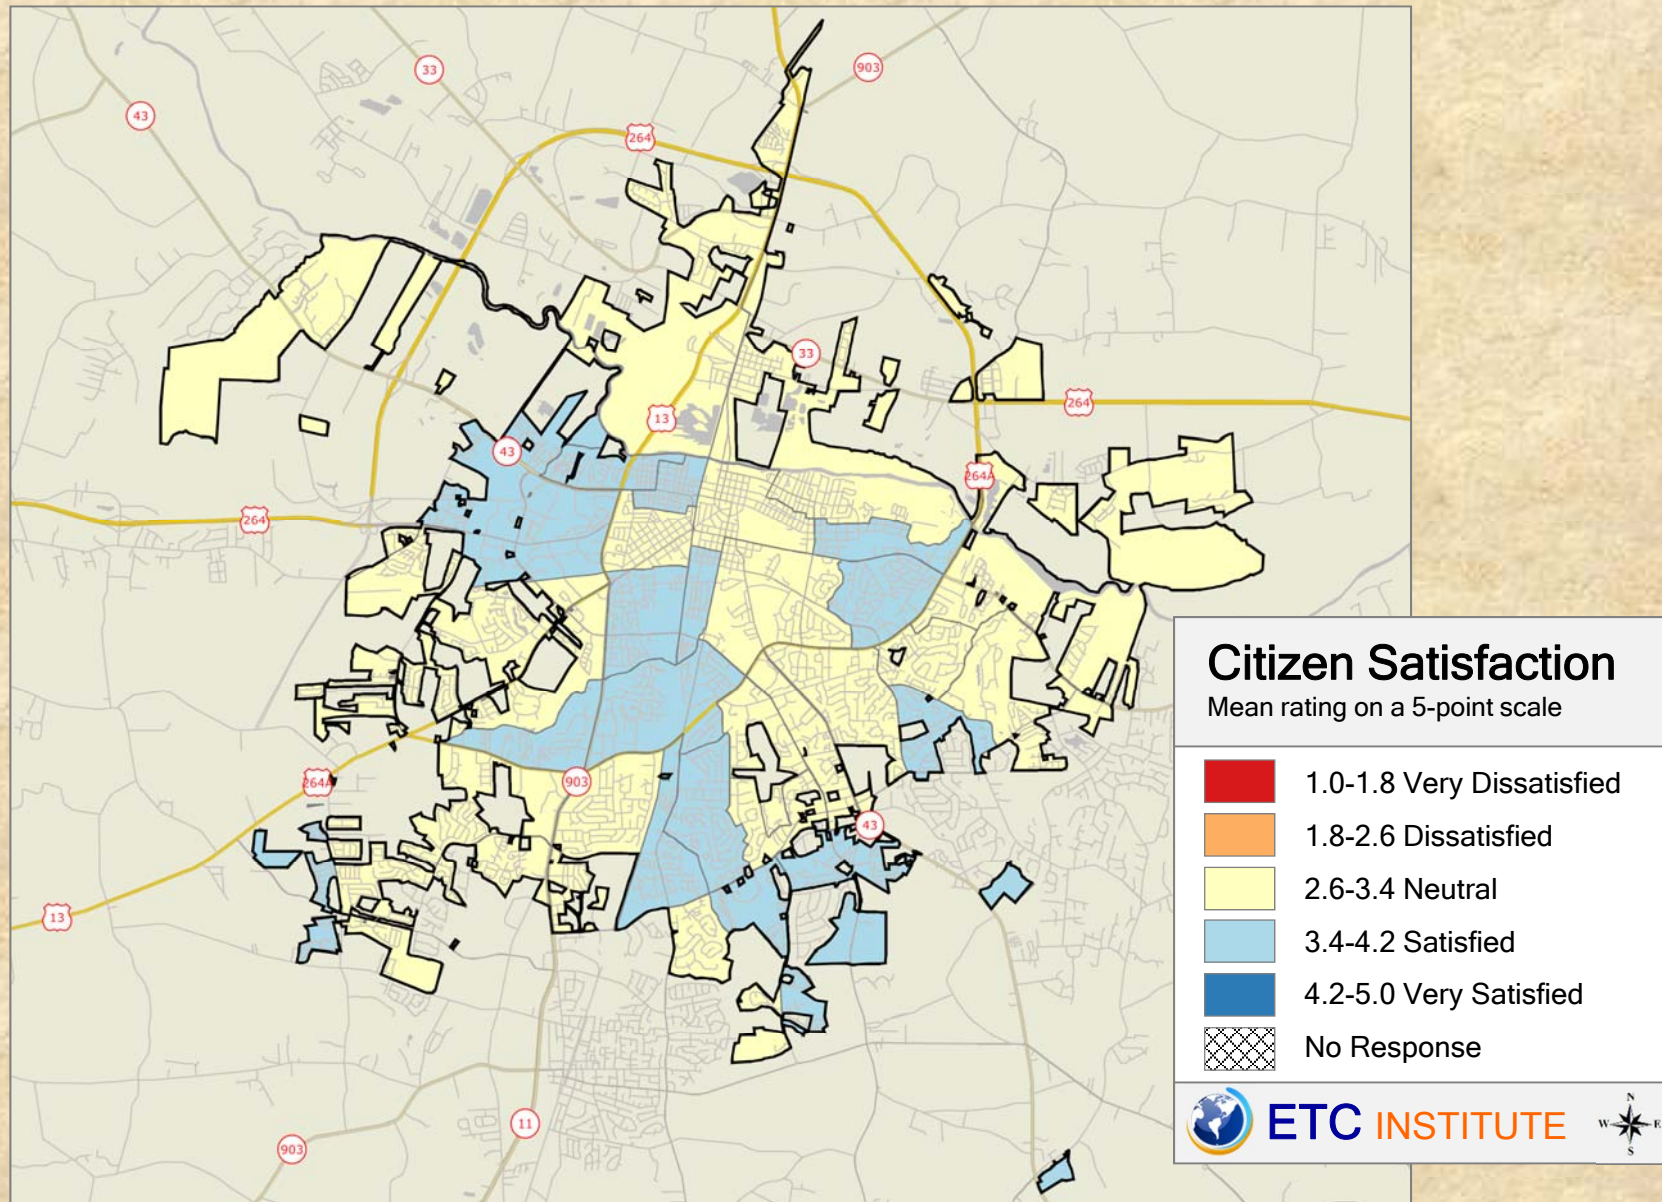 33
903
43
264
33
264
13
43
264A
264
264A
903
43
13
11
903
Citizen Satisfaction
Mean rating on a 5-point scale
1.0-1.8 Very Dissatisfied
1.8-2.6 Dissatisfied
2.6-3.4 Neutral
3.4-4.2 Satisfied
4.2-5.0 Very Satisfied
No Response
ETC INSTITUTE
N
W E
S